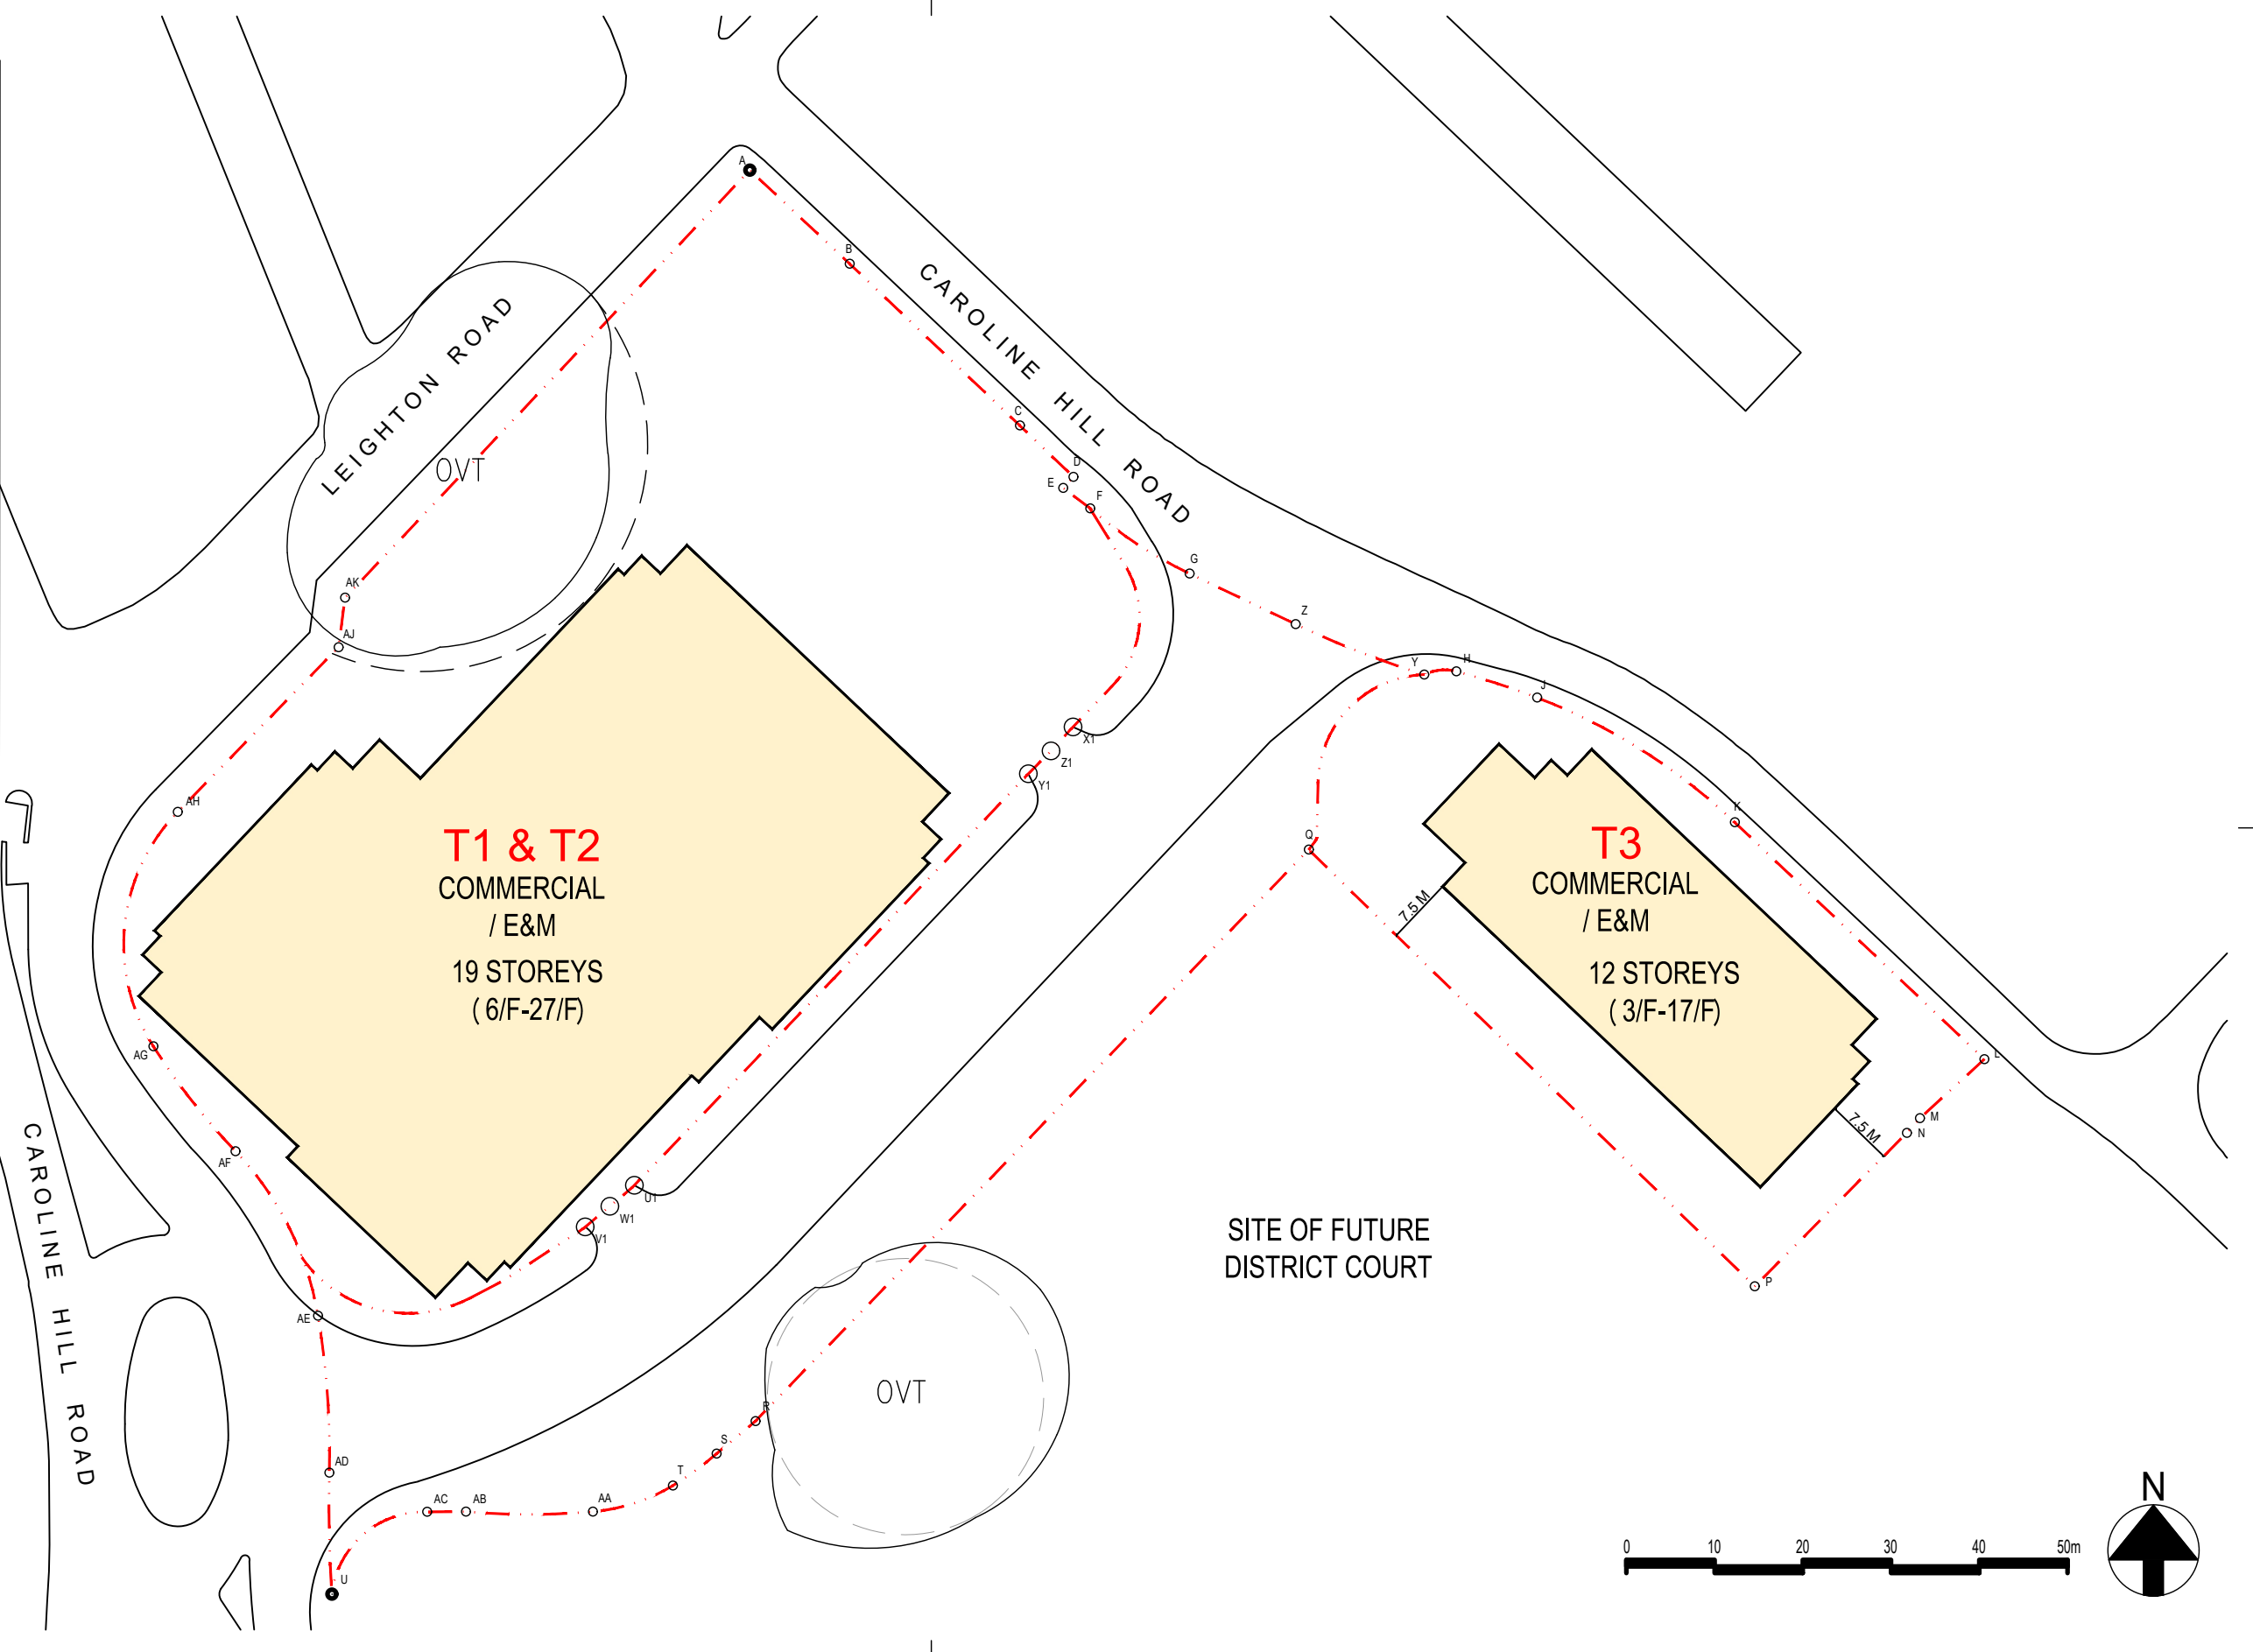 A
B
CAROLINE HILL ROAD
LEIGHTON ROAD
C
OVT
D
E
F
G
AK
Z
AJ
Y
H
J
X1
Z1
Y1
AH
K
Q
T1 & T2
COMMERCIAL
/ E&M
19 STOREYS
( 6/F-27/F)
T3
COMMERCIAL
/ E&M
12 STOREYS
( 3/F-17/F)
7.5 M
7.5 M
AG
L
M
N
AF
CAROLINE HILL ROAD
U1
W1
V1
SITE OF FUTURE
DISTRICT COURT
P
AE
OVT
R
S
T
AD
AC
AB
AA
U
N
0 10 20 30 40 50m